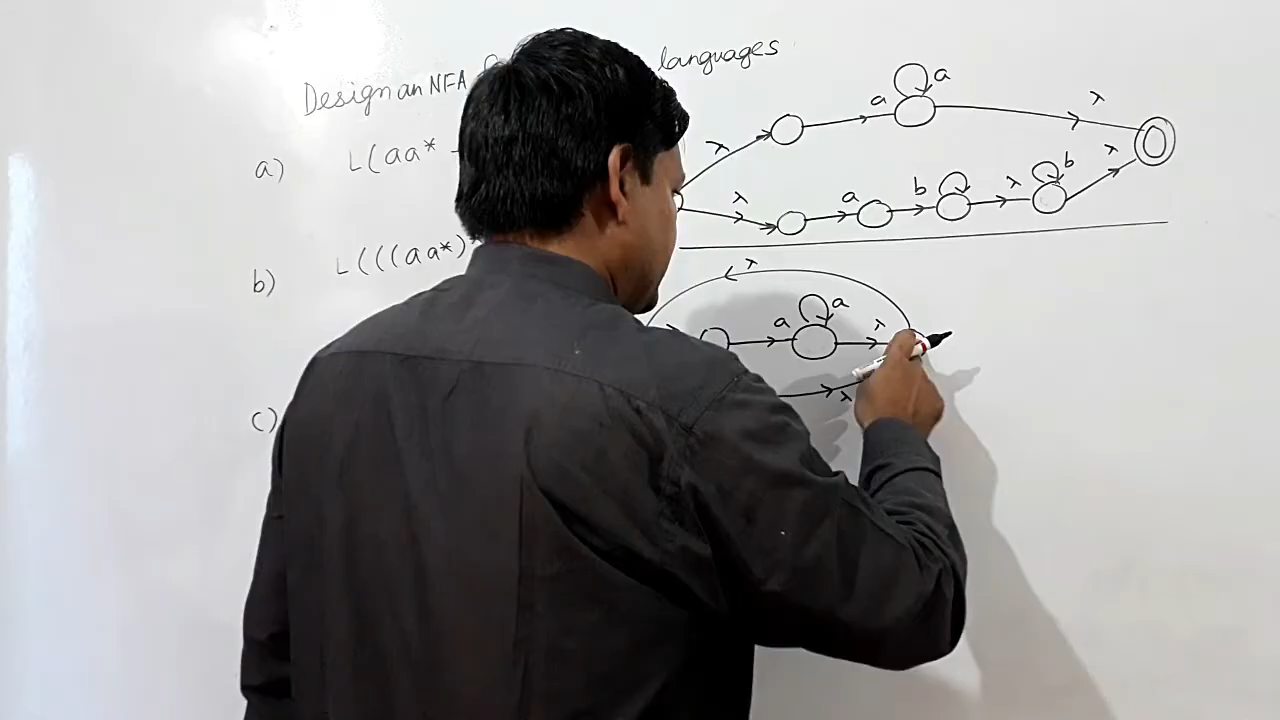 Design an NFA languages
a) L(aa*
b) L(((aa*)
c)
λ a a λ
λ a b λ b λ
λ
a a λ
λ